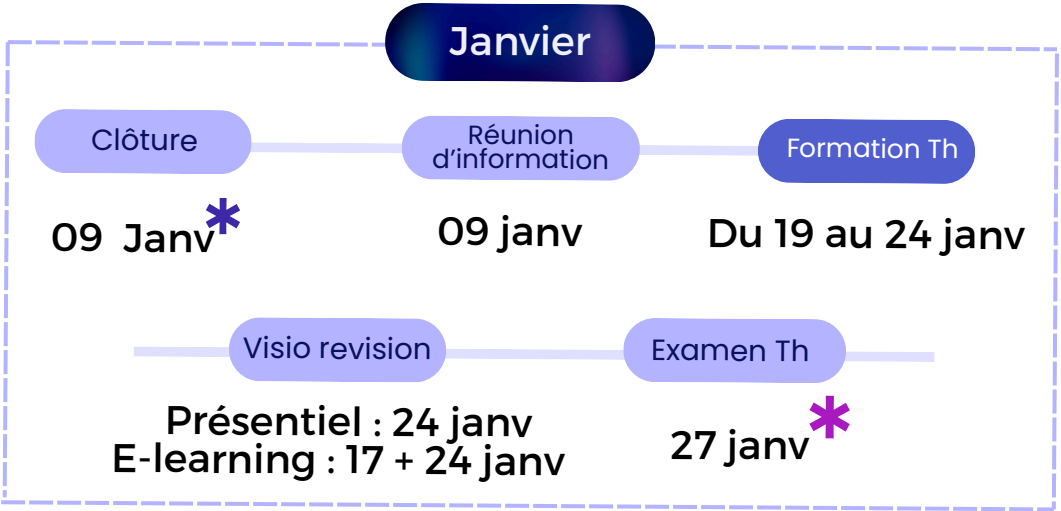 Janvier
Clôture
Réunion
d'information
Formation Th
09 Janv*
09 janv
Du 19 au 24 janv
Visio revision
Examen Th
Présentiel : 24 janv
E-learning : 17 + 24 janv
27 janv*